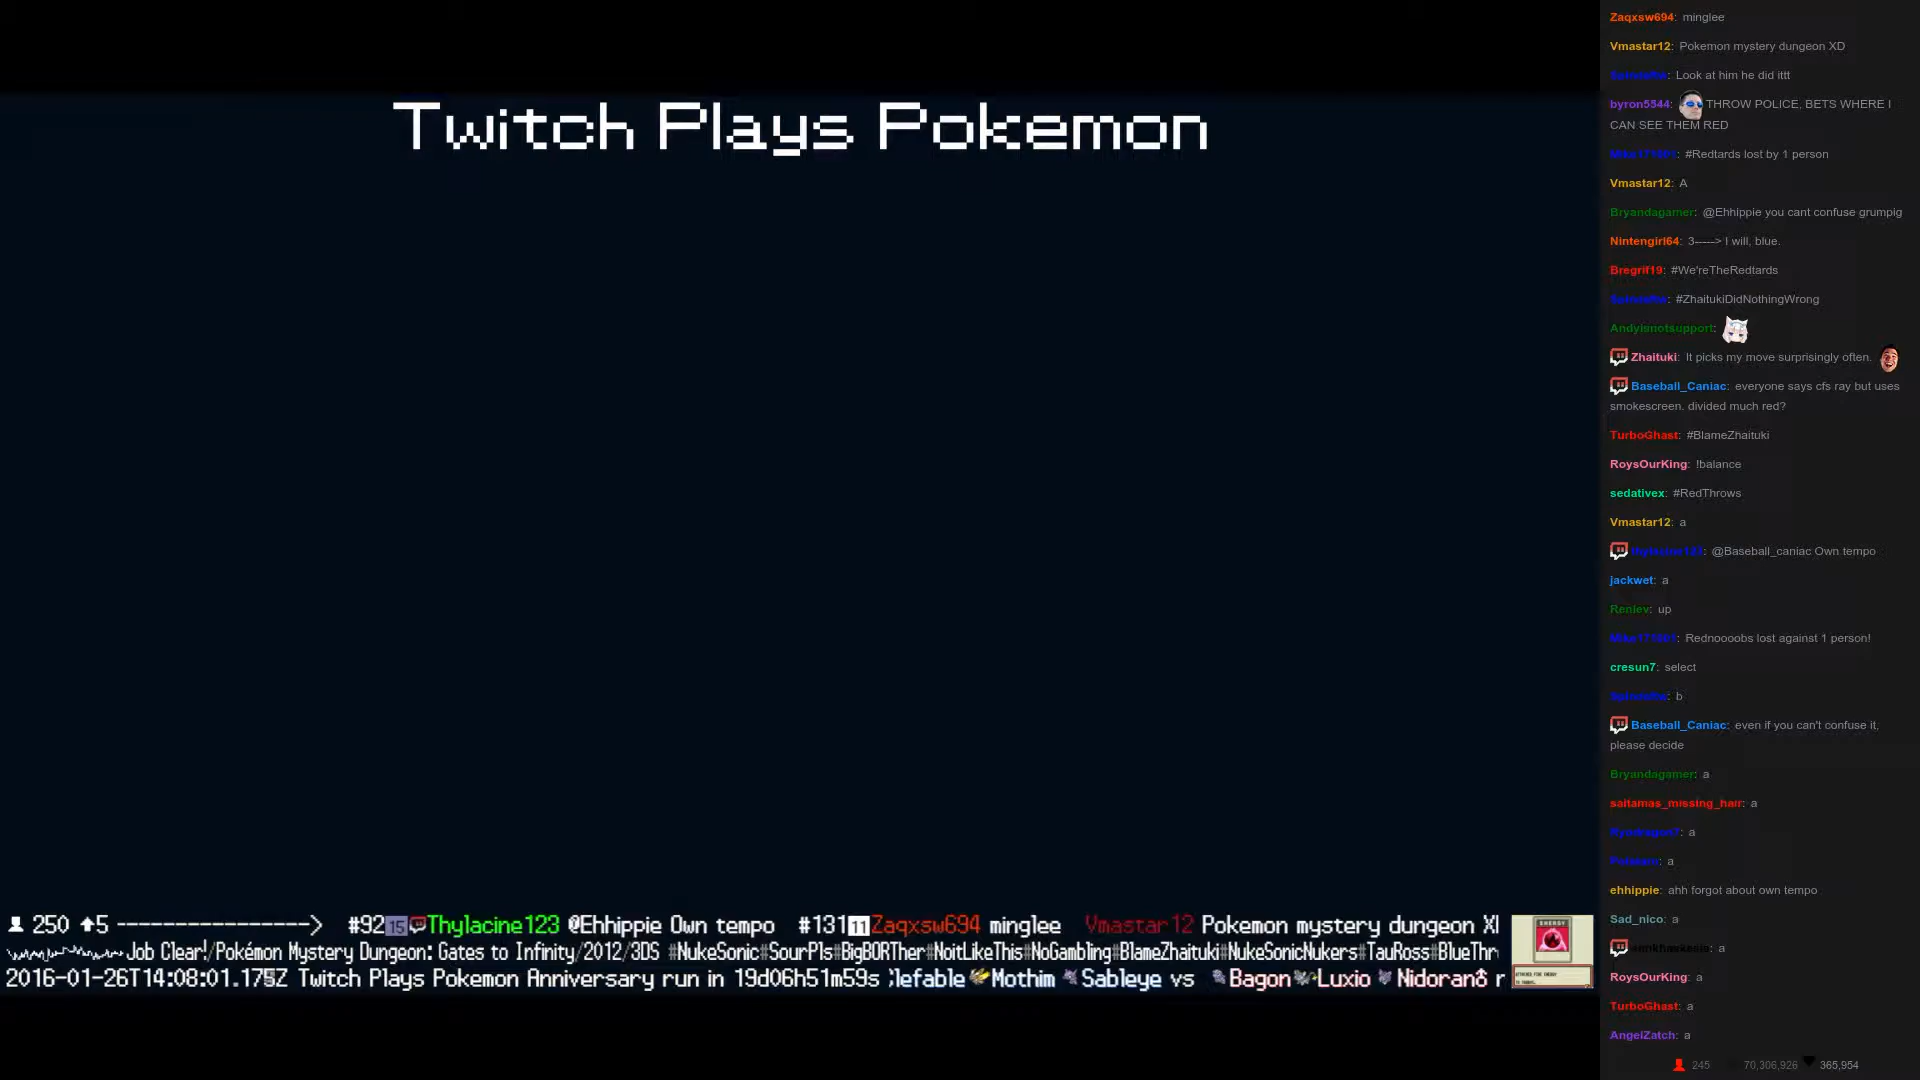 Twitch Plays Pokemon
250 5 ----------------> #92 15 Thylacine123 @Ehhippie Own tempo #131 11 Zaqxsw694 minglee Vmastar12 Pokemon mystery dungeon X
Job Clear!/Pokémon Mystery Dungeon: Gates to Infinity/2012/3DS #NukeSonic#SourPls#BigBORTher#NoitLikeThis#NoGambling#BlameZhaituki#NukeSonicNukers#TauRoss#BlueThr
2016-01-26T14:08:01.175Z Twitch Plays Pokemon Anniversary run in 19d06h51m59s lefable Mothim Sableye vs Bagon Luxio Nidoran♂ r
ENERGY
Zaqxsw694: minglee
Vmastar12: Pokemon mystery dungeon XD
Look at him he did ittt
byron5544: THROW POLICE, BETS WHERE I
CAN SEE THEM RED
#Redtards lost by 1 person
Vmastar12: A
Bryandagamer: @Ehhippie you cant confuse grumpig
Nintengirl64: 3-----> I will, blue.
Bregrif19: #We'reTheRedtards
#ZhaitukiDidNothingWrong
Andyisnotsupport:
Zhaituki: It picks my move surprisingly often.
Baseball_Caniac: everyone says cfs ray but uses
smokescreen. divided much red?
TurboGhast: #BlameZhaituki
RoysOurKing: !balance
sedativex: #RedThrows
Vmastar12: a
thylacine123: @Baseball_caniac Own tempo
jackwet: a
Reniev: up
Rednoooobs lost against 1 person!
cresun7: select
b
Baseball_Caniac: even if you can't confuse it,
please decide
Bryandagamer: a
saitamas_missing_hair: a
a
a
ehhippie: ahh forgot about own tempo
Sad_nico: a
a
RoysOurKing: a
TurboGhast: a
AngelZatch: a
245 70,306,926 365,954